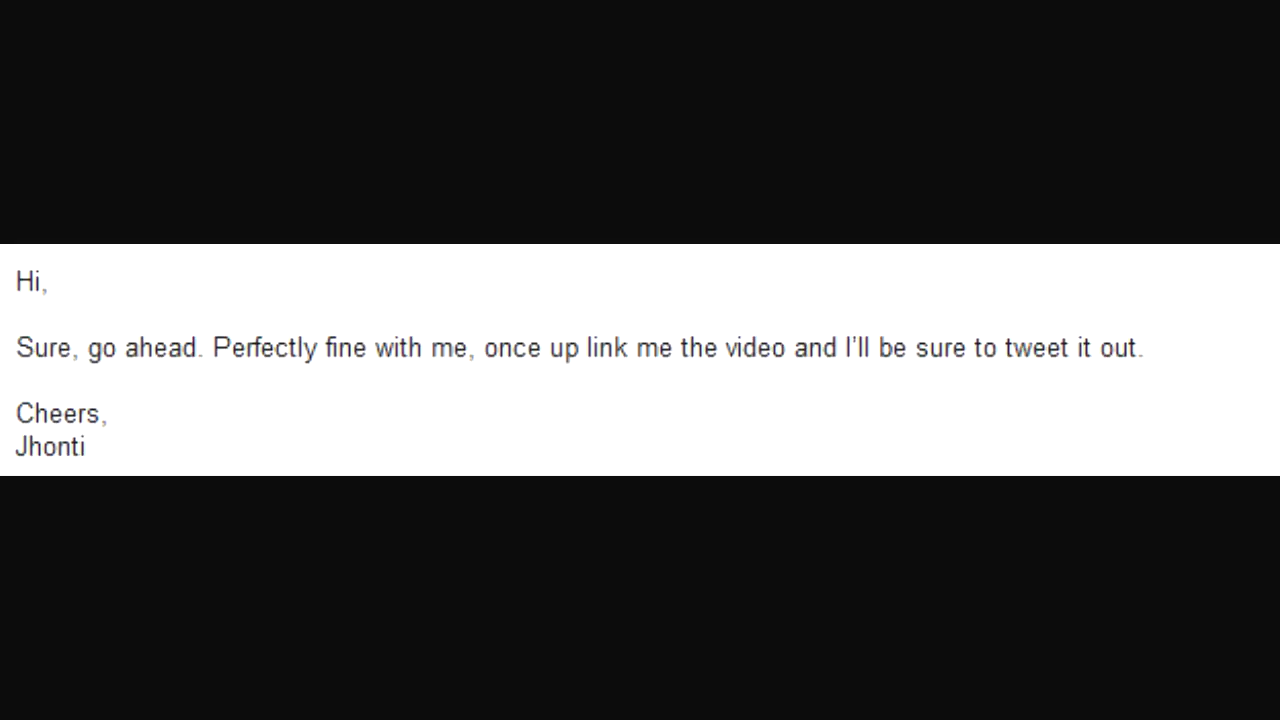 Hi,
Sure, go ahead. Perfectly fine with me, once up link me the video and I'll be sure to tweet it out.
Cheers,
Jhonti